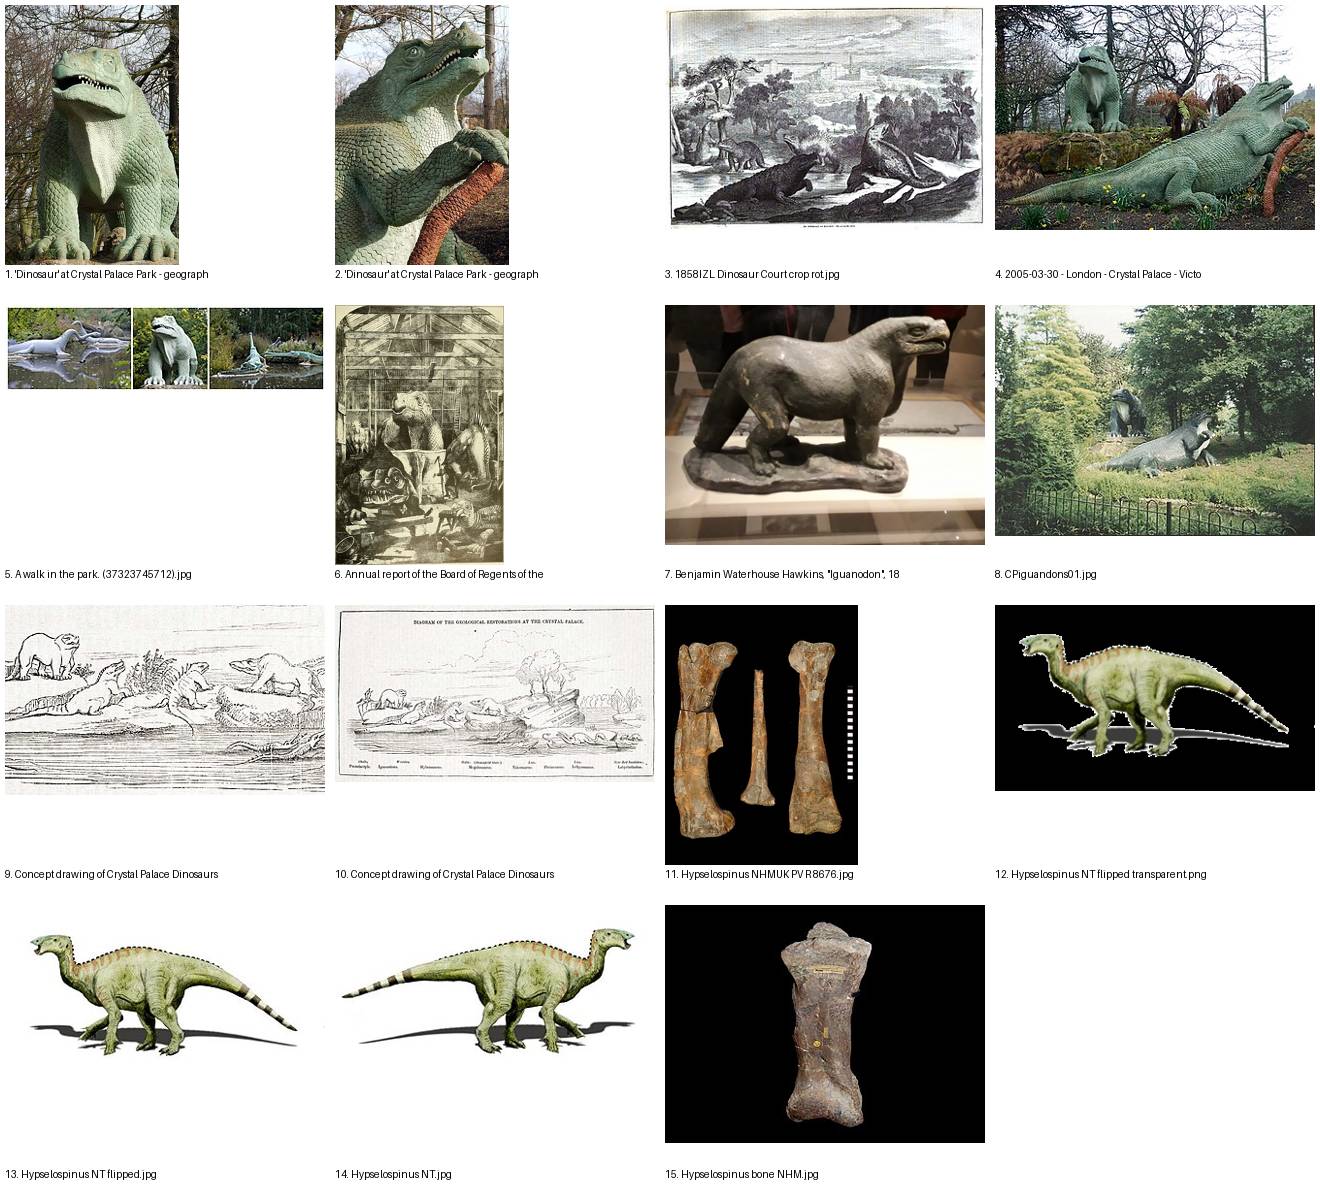 1. 'Dinosaur' at Crystal Palace Park - geograph
2. 'Dinosaur' at Crystal Palace Park - geograph
3. 1858 IZL Dinosaur Court crop rot.jpg
4. 2005-03-30 - London - Crystal Palace - Victo
5. A walk in the park. (37323745712).jpg
6. Annual report of the Board of Regents of the
7. Benjamin Waterhouse Hawkins, "Iguanodon", 18
8. CPiguandons01.jpg
DIAGRAM OF THE GEOLOGICAL RESTORATIONS AT THE CRYSTAL PALACE.
9. Concept drawing of Crystal Palace Dinosaurs
10. Concept drawing of Crystal Palace Dinosaurs
11. Hypselospinus NHMUK PV R8676.jpg
12. Hypselospinus NT flipped transparent.png
13. Hypselospinus NT flipped.jpg
14. Hypselospinus NT.jpg
15. Hypselospinus bone NHM.jpg